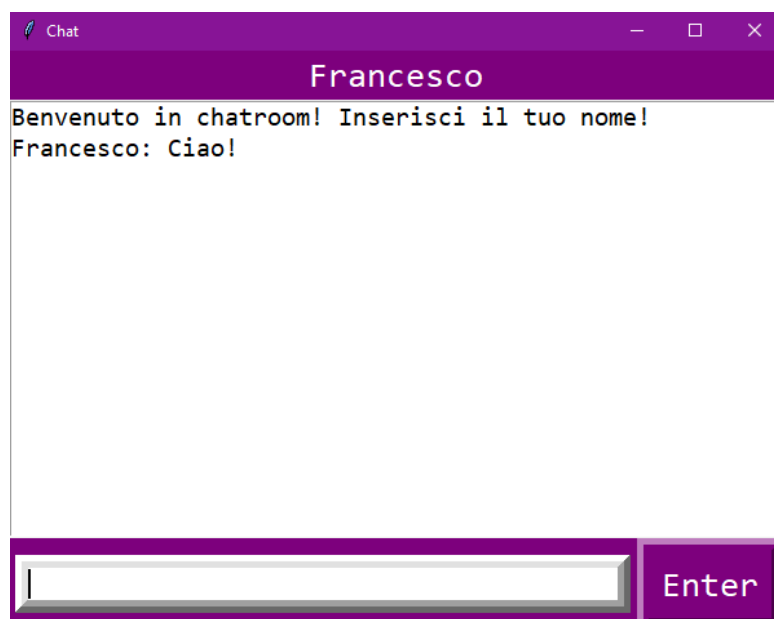 Chat
Francesco
Benvenuto in chatroom! Inserisci il tuo nome!
Francesco: Ciao!
Enter